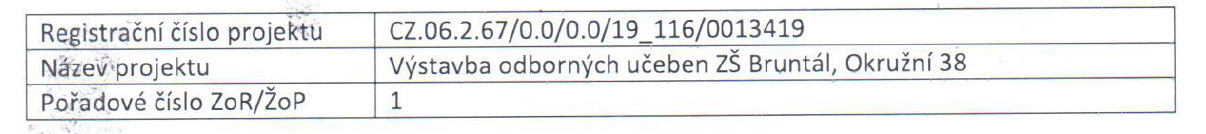 Registrační číslo projektu CZ.06.2.67/0.0/0.0/19_116/0013419
Název projektu Výstavba odborných učeben ZŠ Bruntál, Okružní 38
Pořadové číslo ZoR/ŽoP 1